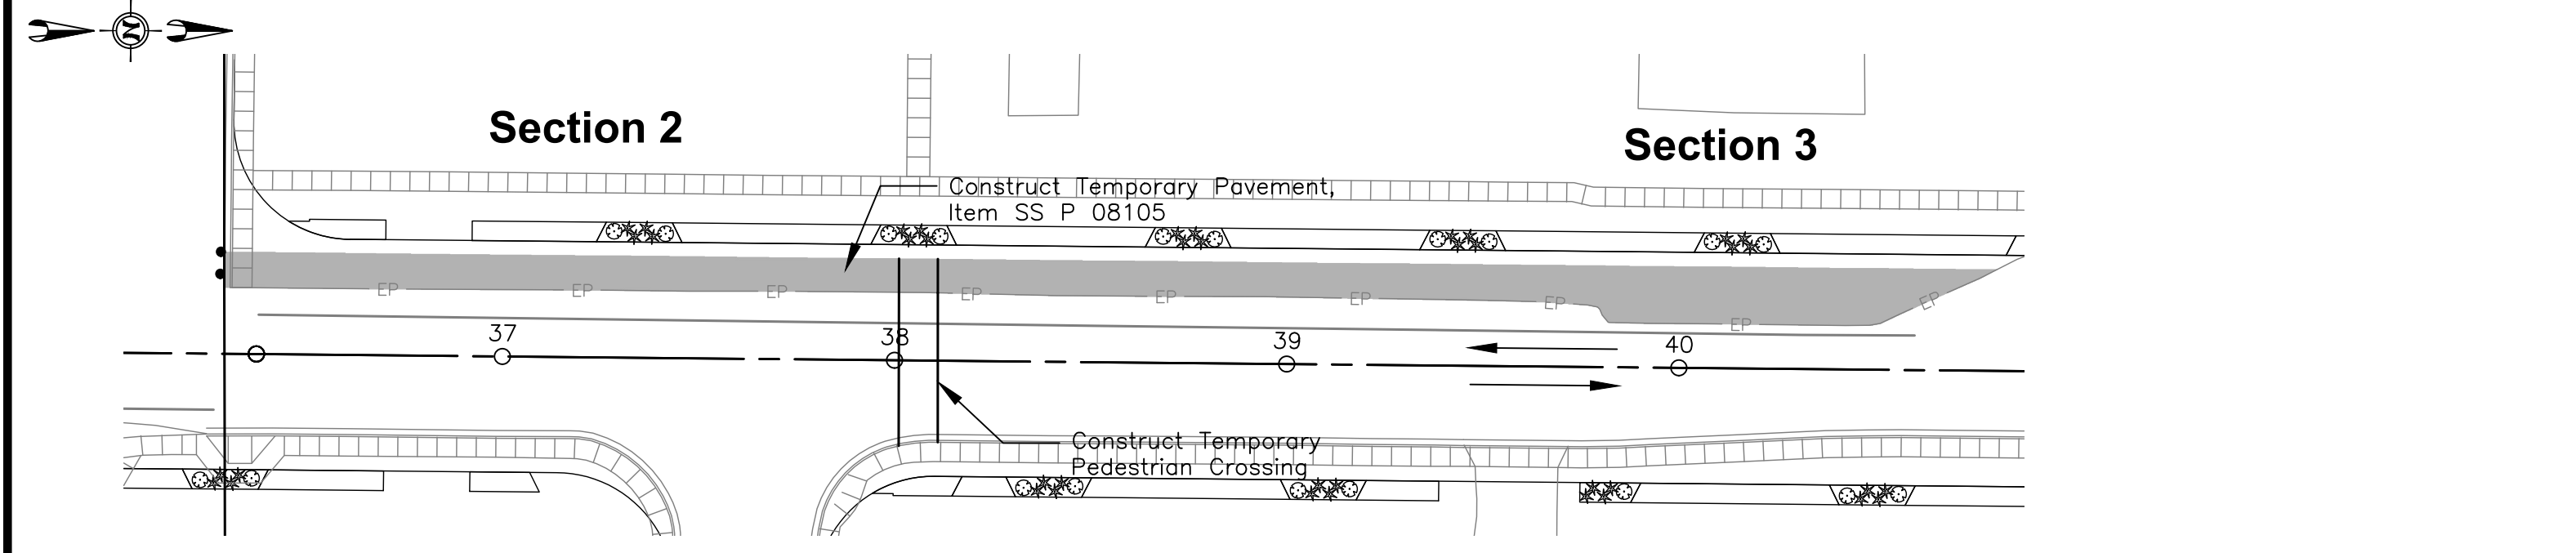 N
Section 2
Section 3
Construct Temporary Pavement,
Item SS P 08105
EP EP EP EP EP EP EP EP EP
37 38 39 40
Construct Temporary
Pedestrian Crossing